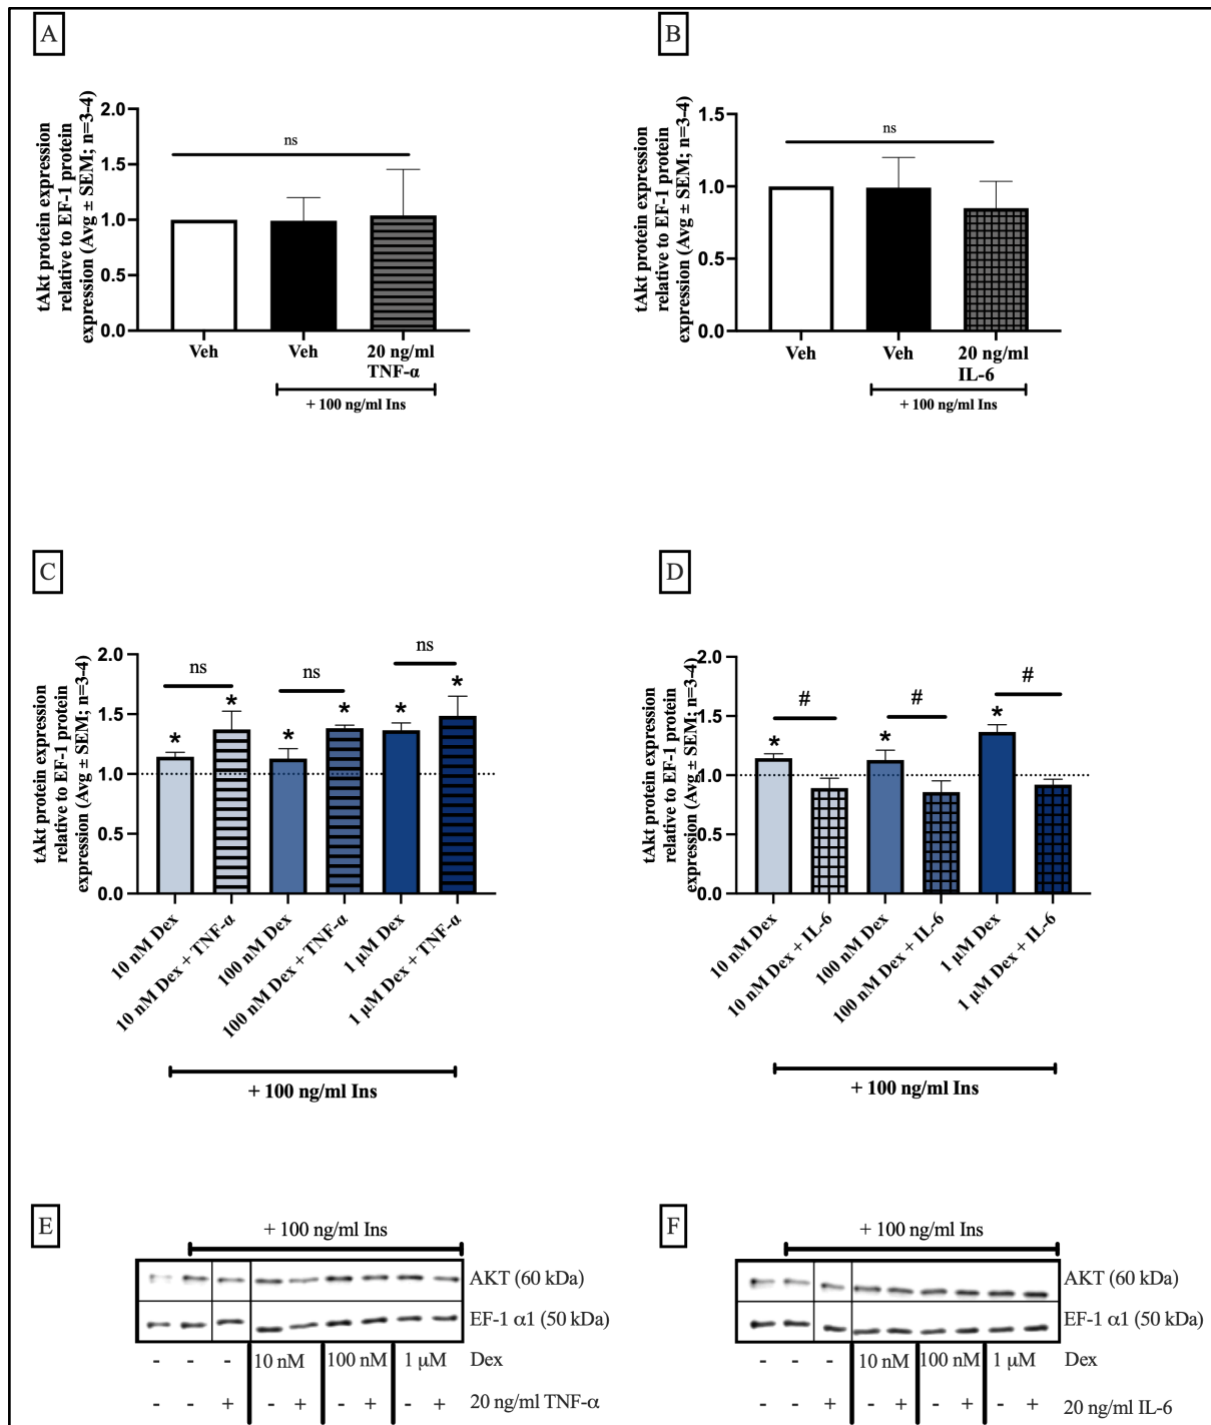 A
tAkt protein expression
relative to EF-1 protein
expression (Avg ± SEM; n=3-4)
2.0
1.5
1.0
0.5
0.0
ns
Veh
Veh
20 ng/ml
TNF-α
+ 100 ng/ml Ins
B
tAkt protein expression
relative to EF-1 protein
expression (Avg ± SEM; n=3-4)
1.5
1.0
0.5
0.0
ns
Veh
Veh
20 ng/ml
IL-6
+ 100 ng/ml Ins
C
tAkt protein expression
relative to EF-1 protein
expression (Avg ± SEM; n=3-4)
2.0
1.5
1.0
0.5
0.0
ns
ns
ns
* * * * * *
10 nM Dex
10 nM Dex + TNF-α
100 nM Dex
100 nM Dex + TNF-α
1 µM Dex
1 µM Dex + TNF-α
+ 100 ng/ml Ins
D
tAkt protein expression
relative to EF-1 protein
expression (Avg ± SEM; n=3-4)
2.0
1.5
1.0
0.5
0.0
# # #
* * *
10 nM Dex
10 nM Dex + IL-6
100 nM Dex
100 nM Dex + IL-6
1 µM Dex
1 µM Dex + IL-6
+ 100 ng/ml Ins
E
+ 100 ng/ml Ins
AKT (60 kDa)
EF-1 α1 (50 kDa)
- - - 10 nM 100 nM 1 µM Dex
- - + - + - + - + 20 ng/ml TNF-α
F
+ 100 ng/ml Ins
AKT (60 kDa)
EF-1 α1 (50 kDa)
- - - 10 nM 100 nM 1 µM Dex
- - + - + - + - + 20 ng/ml IL-6